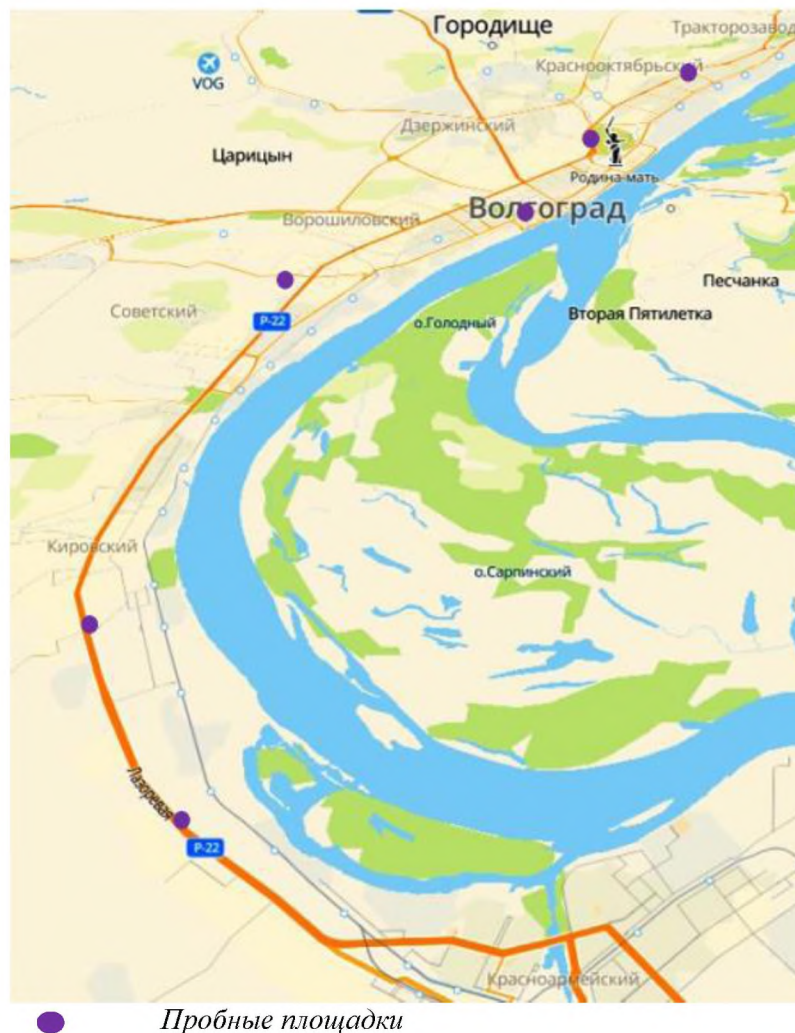 Городище
Тракторозавод
Краснооктябрьский
VOG
Дзержинский
Царицын
Родина-мать
Волгоград
Ворошиловский
Песчанка
Советский
Р-22
о.Голодный
Вторая Пятилетка
Кировский
о.Сарпинский
Лазоревая
Р-22
Красноармейский
Пробные площадки